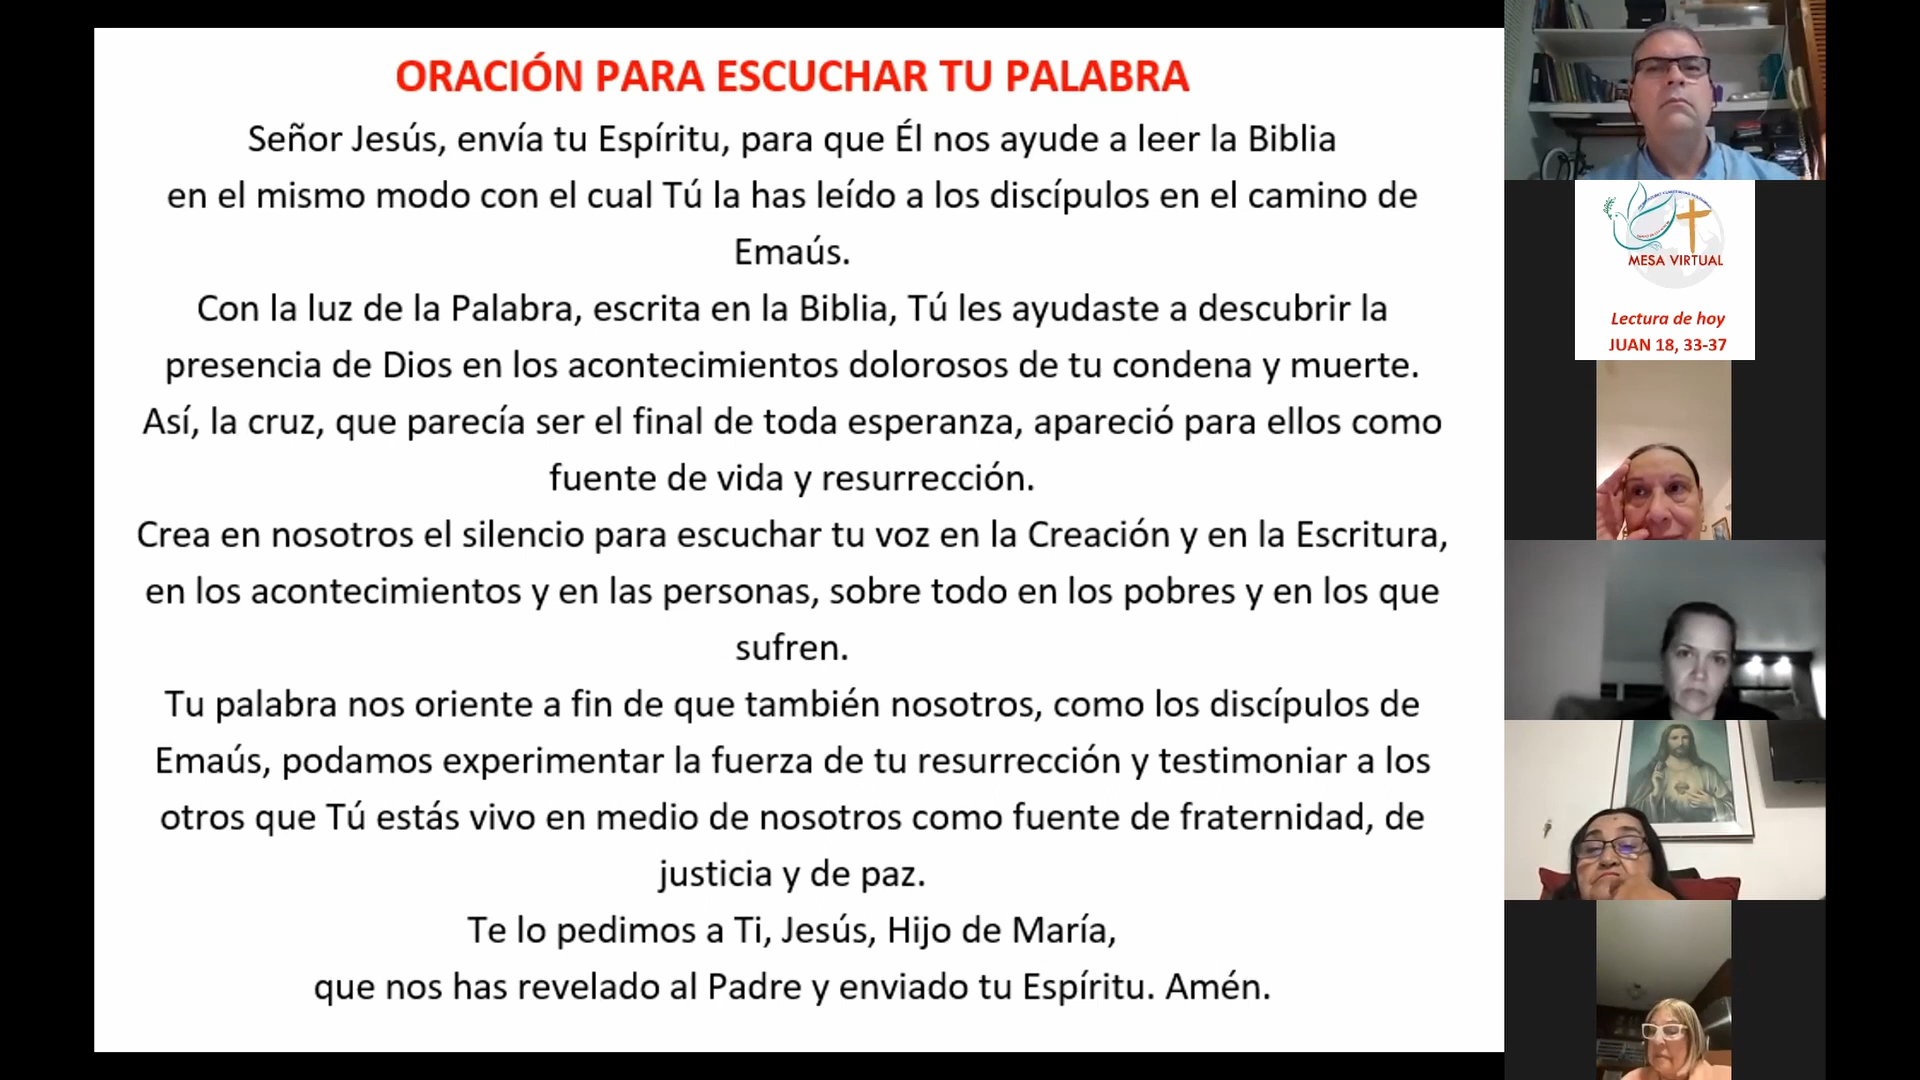 ORACIÓN PARA ESCUCHAR TU PALABRA
Señor Jesús, envía tu Espíritu, para que Él nos ayude a leer la Biblia
en el mismo modo con el cual Tú la has leído a los discípulos en el camino de
Emaús.
Con la luz de la Palabra, escrita en la Biblia, Tú les ayudaste a descubrir la
presencia de Dios en los acontecimientos dolorosos de tu condena y muerte.
Así, la cruz, que parecía ser el final de toda esperanza, apareció para ellos como
fuente de vida y resurrección.
Crea en nosotros el silencio para escuchar tu voz en la Creación y en la Escritura,
en los acontecimientos y en las personas, sobre todo en los pobres y en los que
sufren.
Tu palabra nos oriente a fin de que también nosotros, como los discípulos de
Emaús, podamos experimentar la fuerza de tu resurrección y testimoniar a los
otros que Tú estás vivo en medio de nosotros como fuente de fraternidad, de
justicia y de paz.
Te lo pedimos a Ti, Jesús, Hijo de María,
que nos has revelado al Padre y enviado tu Espíritu. Amén.
MESA VIRTUAL
Lectura de hoy
JUAN 18, 33-37